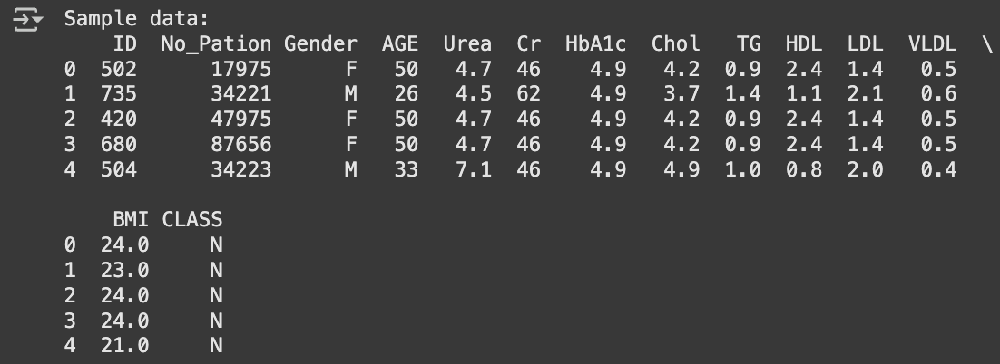 Sample data:
ID No_Pation Gender AGE Urea Cr HbA1c Chol TG HDL LDL VLDL \
0 502 17975 F 50 4.7 46 4.9 4.2 0.9 2.4 1.4 0.5
1 735 34221 M 26 4.5 62 4.9 3.7 1.4 1.1 2.1 0.6
2 420 47975 F 50 4.7 46 4.9 4.2 0.9 2.4 1.4 0.5
3 680 87656 F 50 4.7 46 4.9 4.2 0.9 2.4 1.4 0.5
4 504 34223 M 33 7.1 46 4.9 4.9 1.0 0.8 2.0 0.4
BMI CLASS
0 24.0 N
1 23.0 N
2 24.0 N
3 24.0 N
4 21.0 N